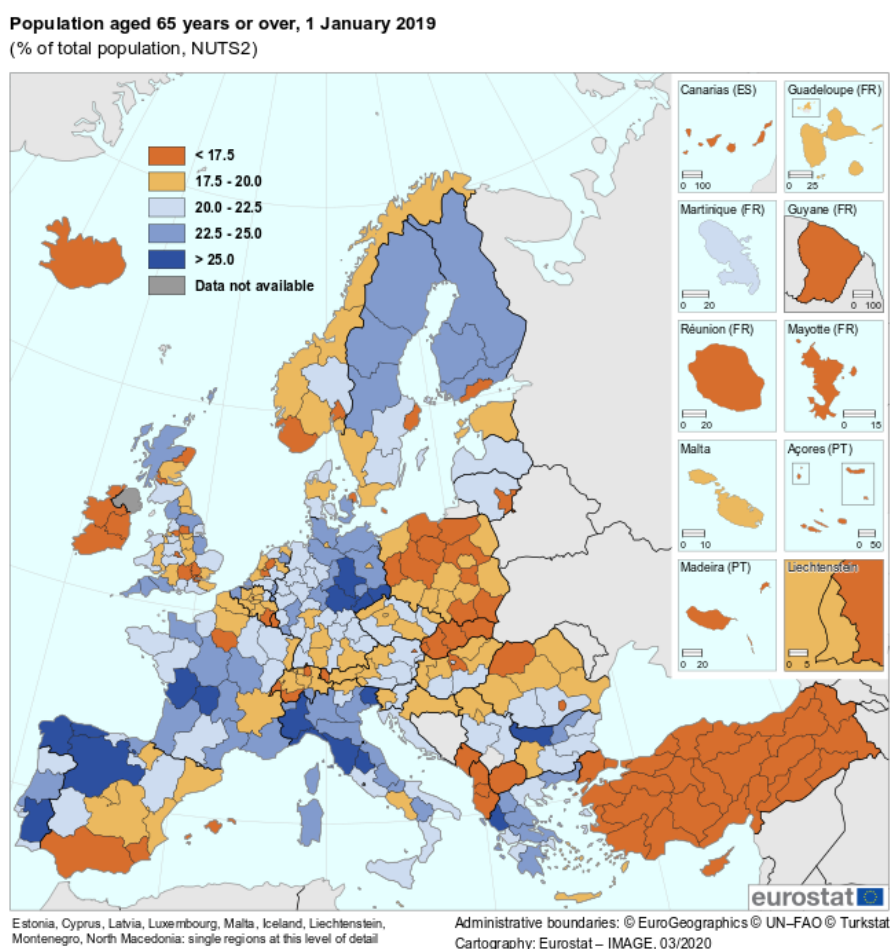 Population aged 65 years or over, 1 January 2019
(% of total population, NUTS2)
< 17.5
17.5 - 20.0
20.0 - 22.5
22.5 - 25.0
> 25.0
Data not available
Canarias (ES)
0 100
Guadeloupe (FR)
0 25
Martinique (FR)
0 20
Guyane (FR)
0 100
Réunion (FR)
0 20
Mayotte (FR)
0 15
Malta
0 10
Açores (PT)
0 50
Madeira (PT)
0 20
Liechtenstein
0 5
eurostat
Estonia, Cyprus, Latvia, Luxembourg, Malta, Iceland, Liechtenstein,
Montenegro, North Macedonia: single regions at this level of detail
Administrative boundaries: © EuroGeographics © UN–FAO © Turkstat
Cartography: Eurostat – IMAGE, 03/2020